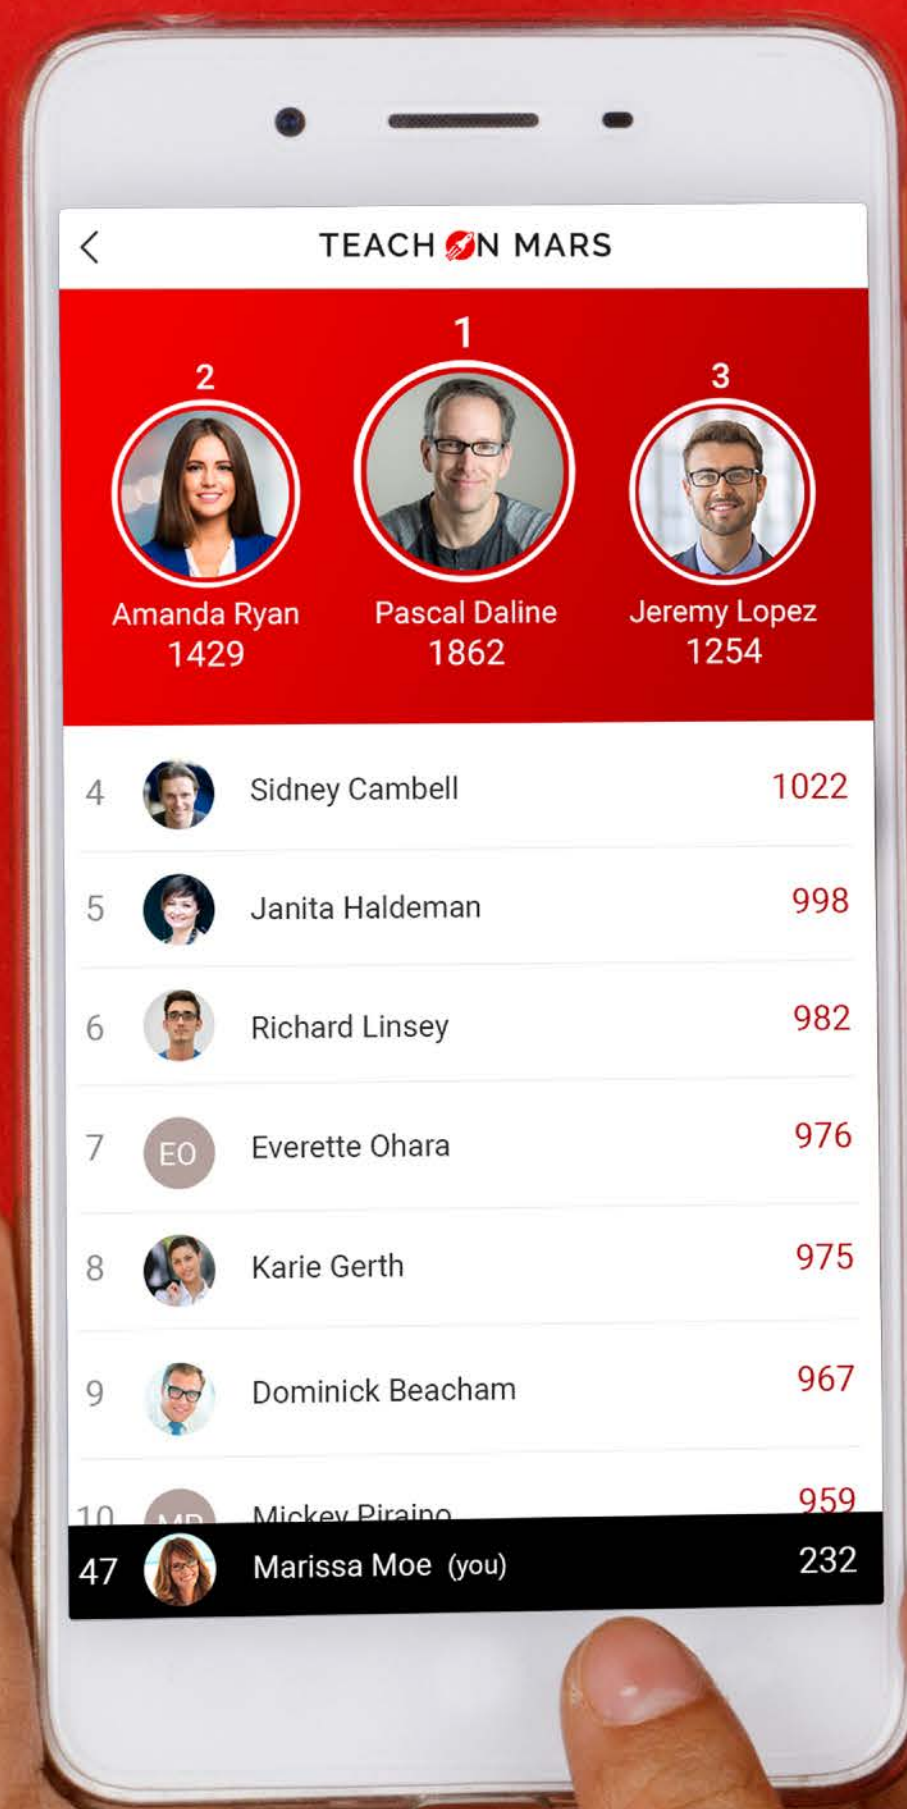 TEACH ON MARS
1
2
3
Amanda Ryan
1429
Pascal Daline
1862
Jeremy Lopez
1254
4 Sidney Cambell 1022
5 Janita Haldeman 998
6 Richard Linsey 982
7 EO Everette Ohara 976
8 Karie Gerth 975
9 Dominick Beacham 967
10 MP Mickey Piraino 959
47 Marissa Moe (you) 232